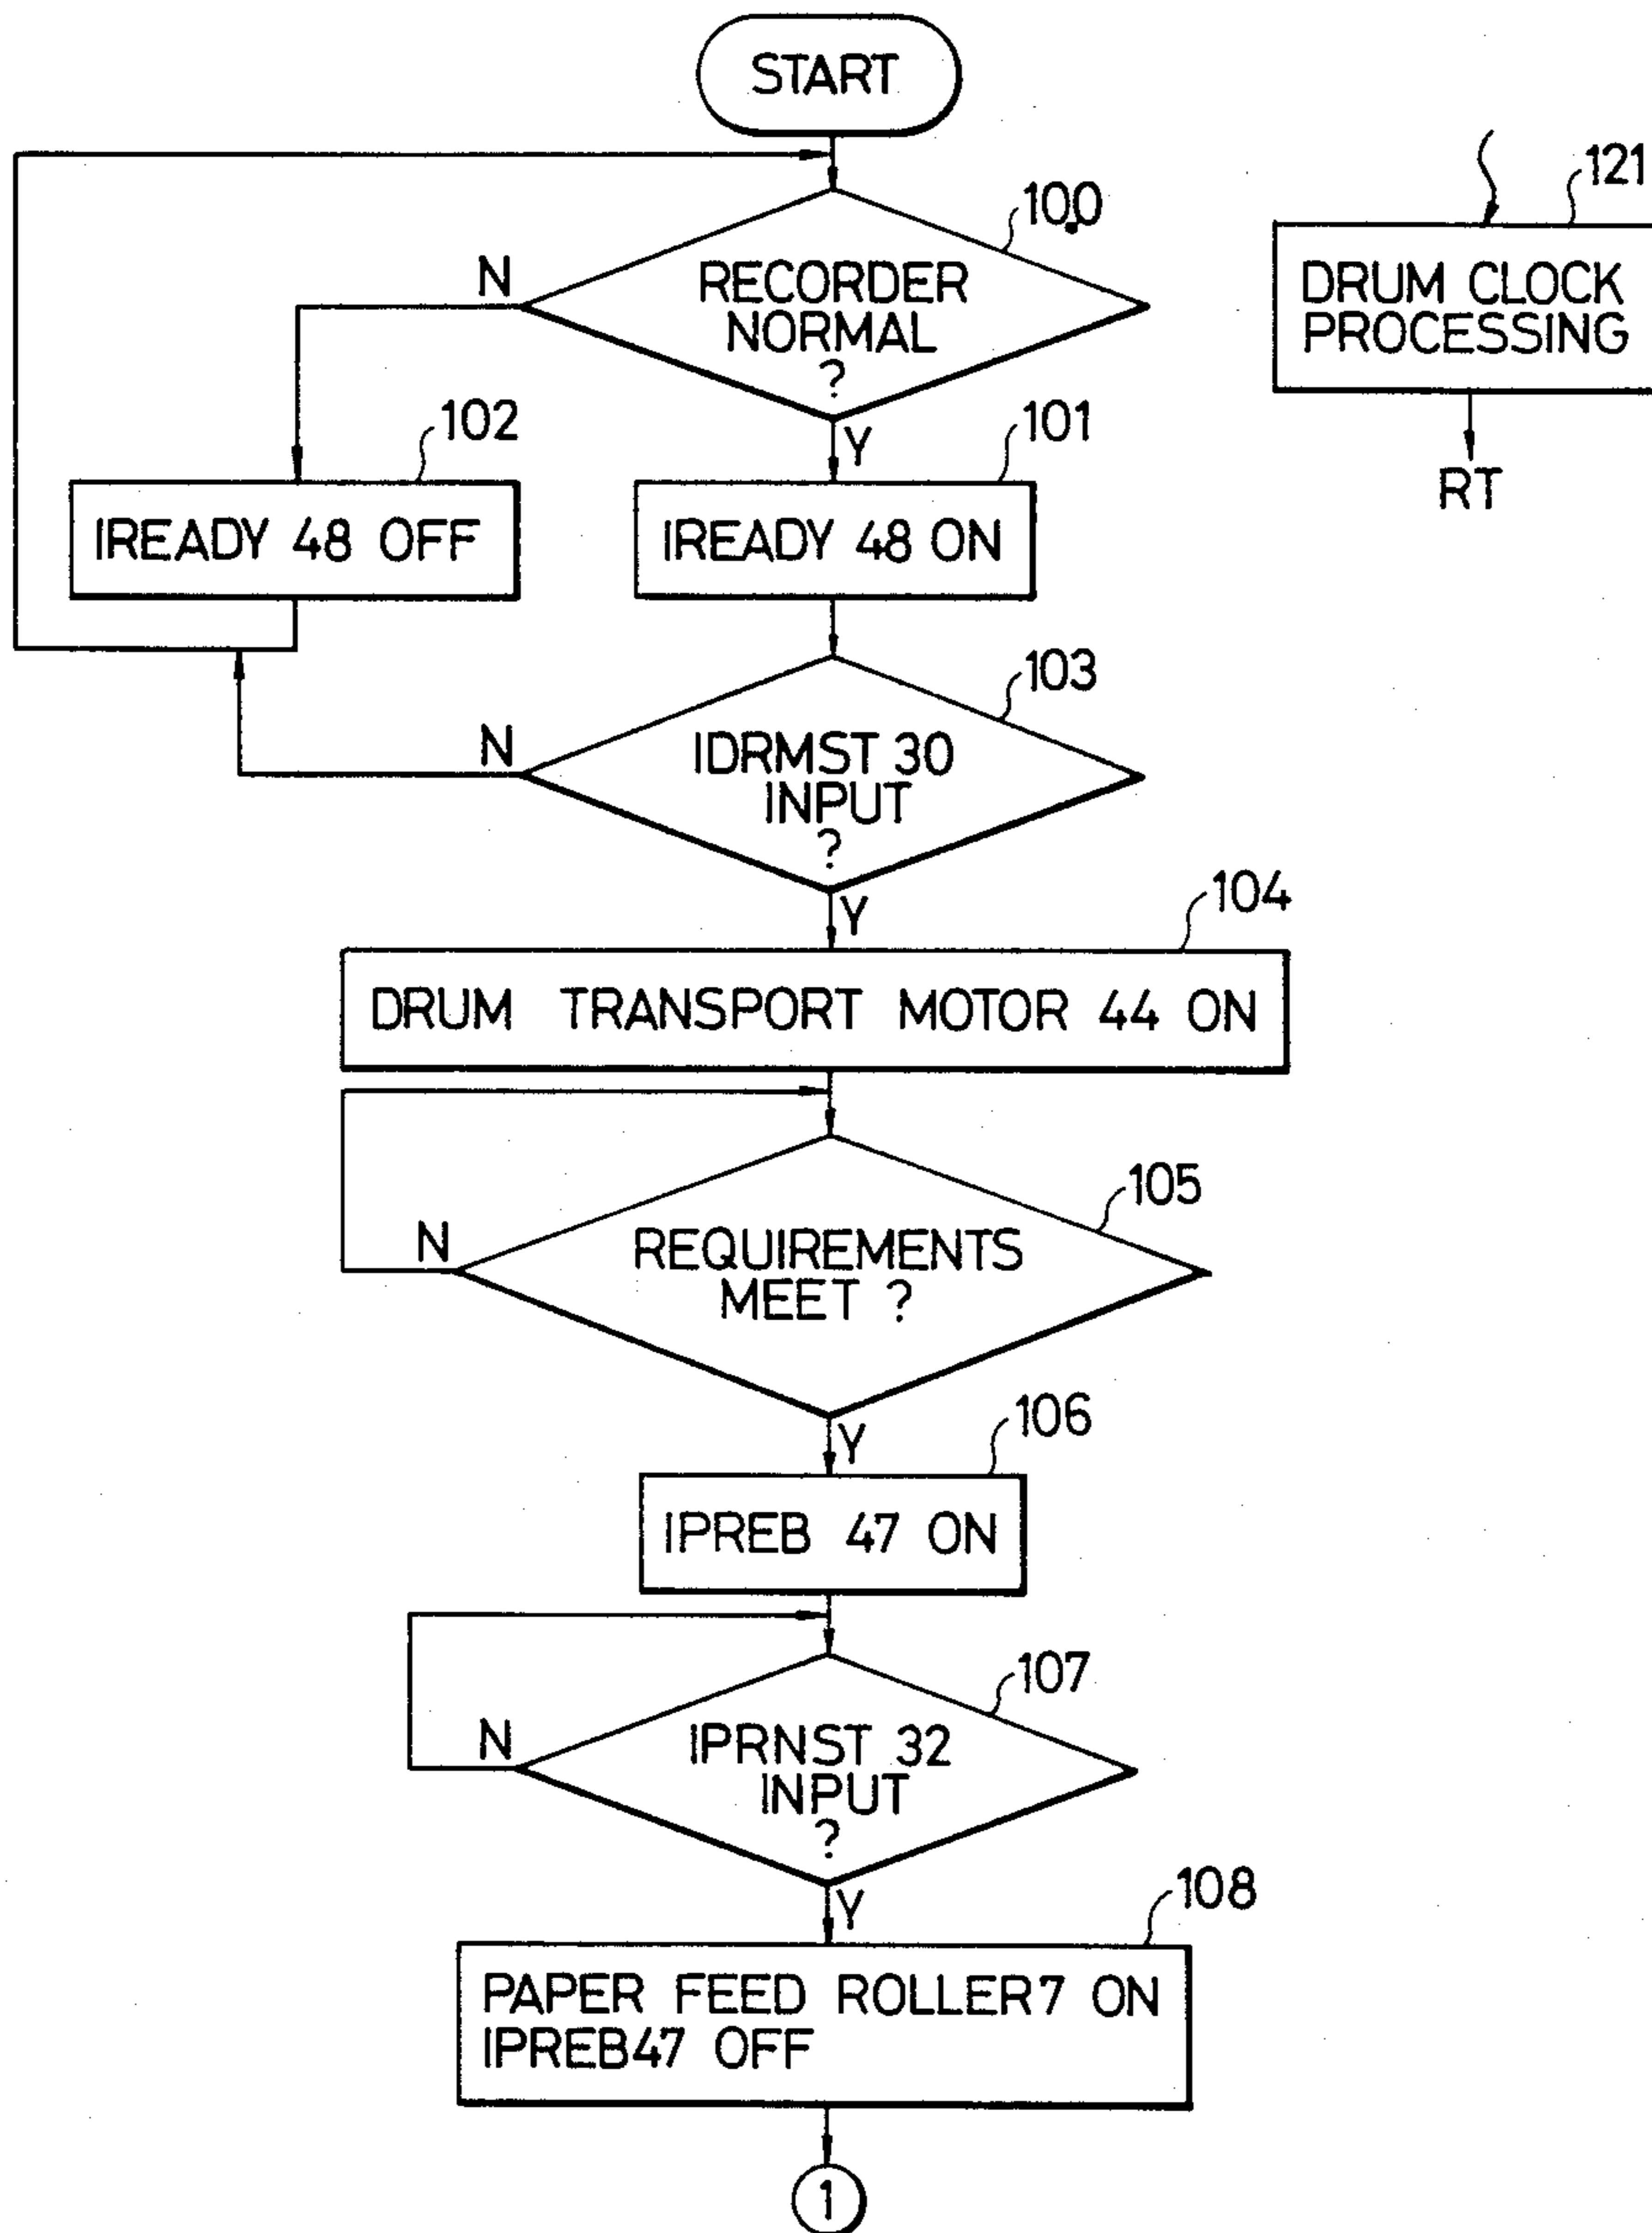 START
100
N
RECORDER
NORMAL
?
Y
121
DRUM CLOCK
PROCESSING
RT
102
IREADY 48 OFF
101
IREADY 48 ON
103
N
IDRMST 30
INPUT
?
Y
104
DRUM TRANSPORT MOTOR 44 ON
105
N
REQUIREMENTS
MEET ?
Y
106
IPREB 47 ON
107
N
IPRNST 32
INPUT
?
Y
108
PAPER FEED ROLLER7 ON
IPREB47 OFF
1